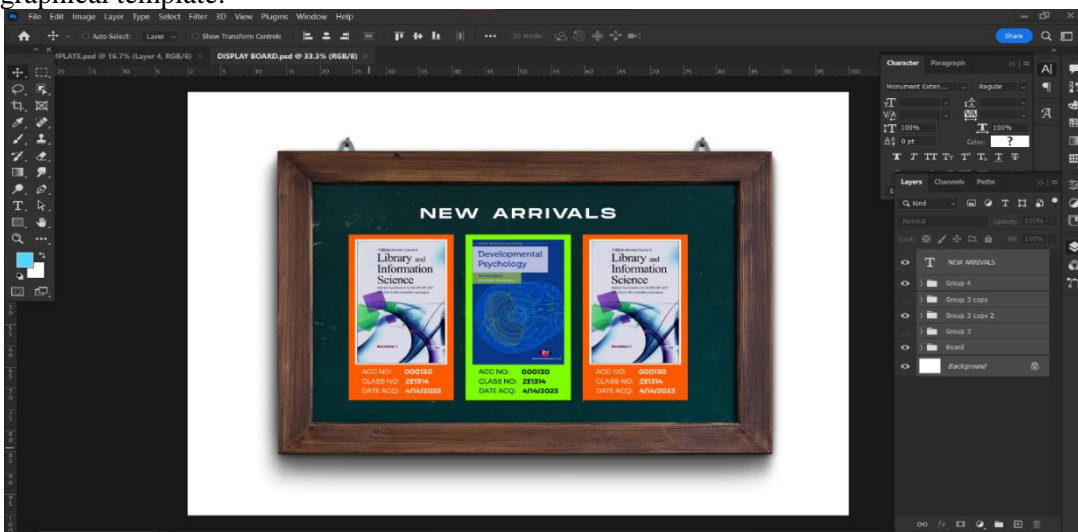 graphical template.
File Edit Image Layer Type Select Filter 3D View Plugins Window Help
Auto-Select: Layer Show Transform Controls 3D Mode: Share
MPLATE.psd @ 16.7% (Layer 4, RGB/8) × DISPLAY BOARD.psd @ 33.3% (RGB/8) ×
Character Paragraph
Monument Exten... Regular
100% 100%
0 pt Color: ?
Layers Channels Paths
Kind
Normal Opacity: 100%
Lock: Fill: 100%
NEW ARRIVALS
Group 4
Group 3 copy
Group 3 copy 2
Group 3
Board
Background
NEW ARRIVALS
Library and
Information
Science
ACC NO: 000130
CLASS NO: ZE1314
DATE ACQ: 4/14/2023
Developmental
Psychology
ACC NO: 000130
CLASS NO: ZE1314
DATE ACQ: 4/14/2023
Library and
Information
Science
ACC NO: 000130
CLASS NO: ZE1314
DATE ACQ: 4/14/2023